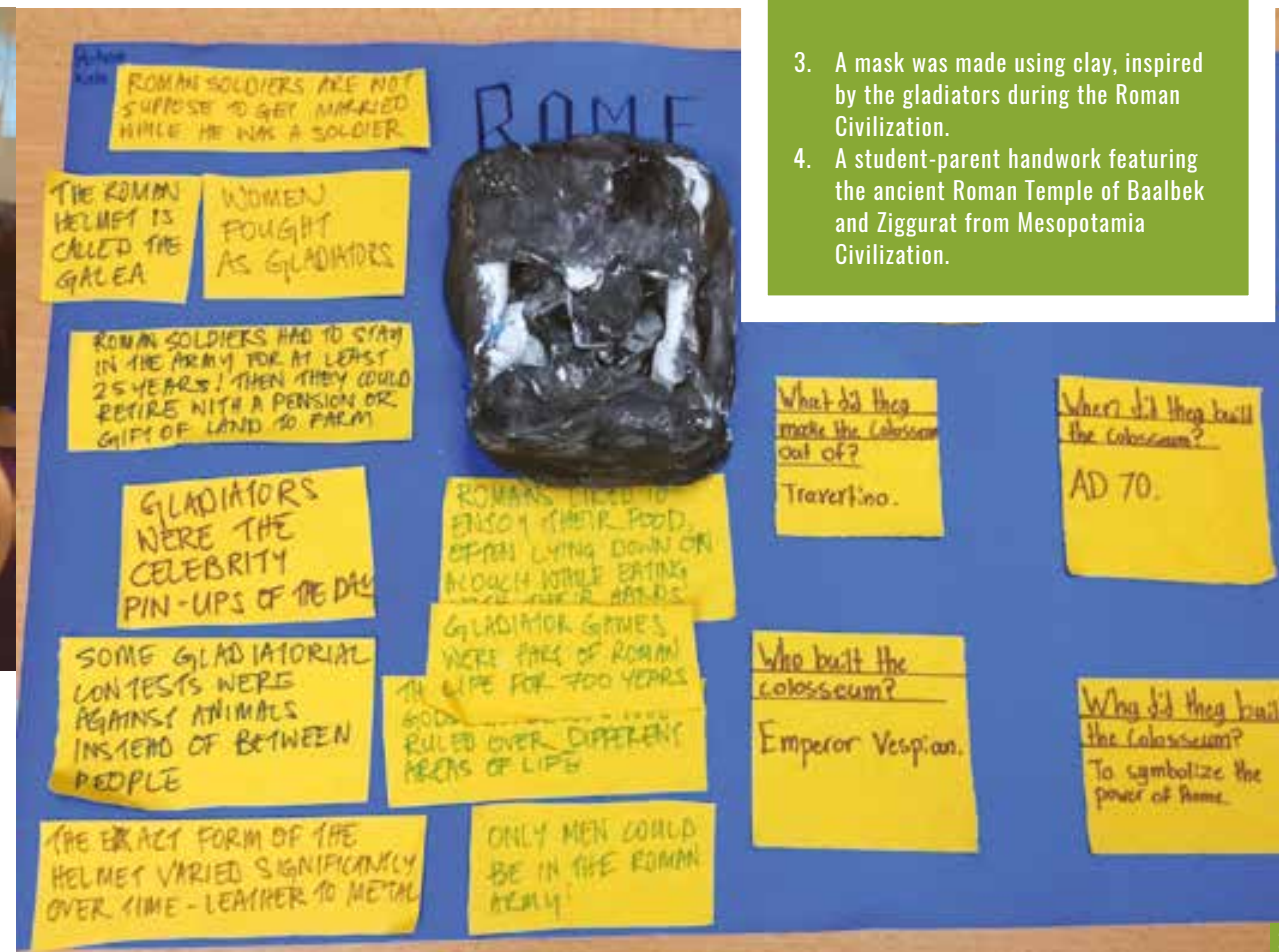 3. A mask was made using clay, inspired
by the gladiators during the Roman
Civilization.
4. A student-parent handwork featuring
the ancient Roman Temple of Baalbek
and Ziggurat from Mesopotamia
Civilization.
ROME
ROMAN SOLDIERS ARE NOT
SUPPOSE TO GET MARRIED
WHILE HE WAS A SOLDIER
THE ROMAN
HELMET IS
CALLED THE
GALEA
WOMEN
FOUGHT
AS GLADIATORS
ROMAN SOLDIERS HAD TO STAY
IN THE ARMY FOR AT LEAST
25 YEARS! THEN THEY COULD
RETIRE WITH A PENSION OR
GIFT OF LAND TO FARM
GLADIATORS
WERE THE
CELEBRITY
PIN-UPS OF THE DAY
ROMANS LIKED TO
ENJOY THEIR FOOD,
OFTEN LYING DOWN ON
A COUCH WHILE EATING
THEIR HANDS
GLADIATOR GAMES
WERE PART OF ROMAN
LIFE FOR 700 YEARS
GODS
RULED OVER DIFFERENT
AREAS OF LIFE
SOME GLADIATORIAL
CONTESTS WERE
AGAINST ANIMALS
INSTEAD OF BETWEEN
PEOPLE
THE EXACT FORM OF THE
HELMET VARIED SIGNIFICANTLY
OVER TIME - LEATHER TO METAL
ONLY MEN COULD
BE IN THE ROMAN
ARMY!
What did they
make the Colosseum
out of?
Travertino.
When did they built
the colosseum?
AD 70.
Who built the
colosseum?
Emperor Vespian.
Why did they built
the Colosseum?
To symbolize the
power of Rome.